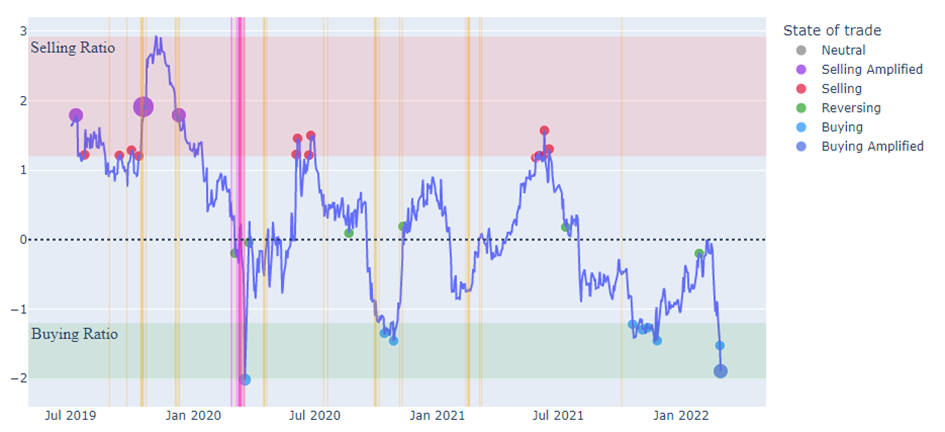 State of trade
Neutral
Selling Amplified
Selling
Reversing
Buying
Buying Amplified
3
Selling Ratio
2
1
0
−1
Buying Ratio
−2
Jul 2019 Jan 2020 Jul 2020 Jan 2021 Jul 2021 Jan 2022